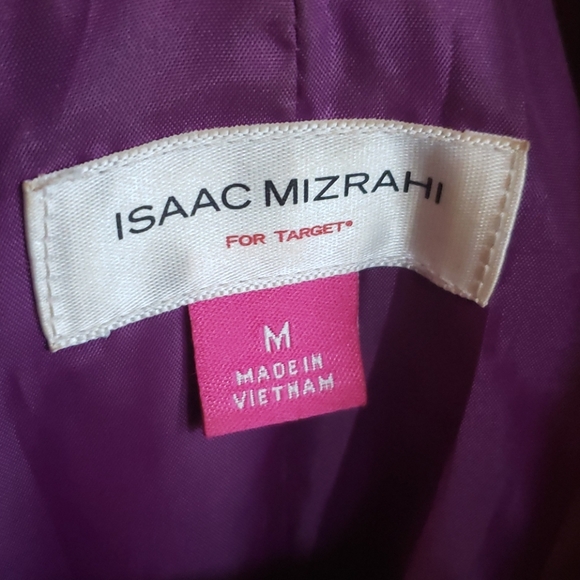 ISAAC MIZRAHI
FOR TARGET®
M
MADE IN
VIETNAM